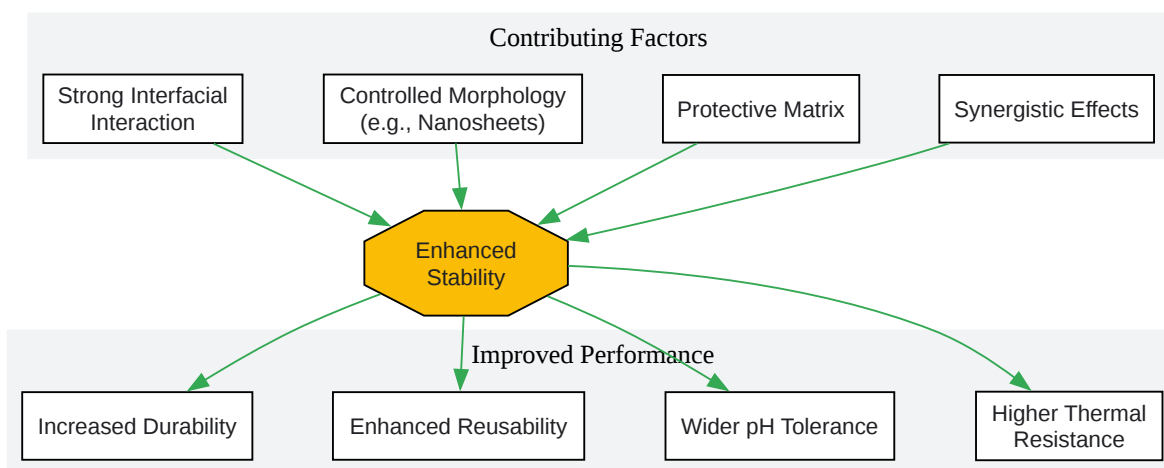 Contributing Factors
Strong Interfacial
Interaction
Controlled Morphology
(e.g., Nanosheets)
Protective Matrix
Synergistic Effects
Enhanced
Stability
Improved Performance
Increased Durability
Enhanced Reusability
Wider pH Tolerance
Higher Thermal
Resistance